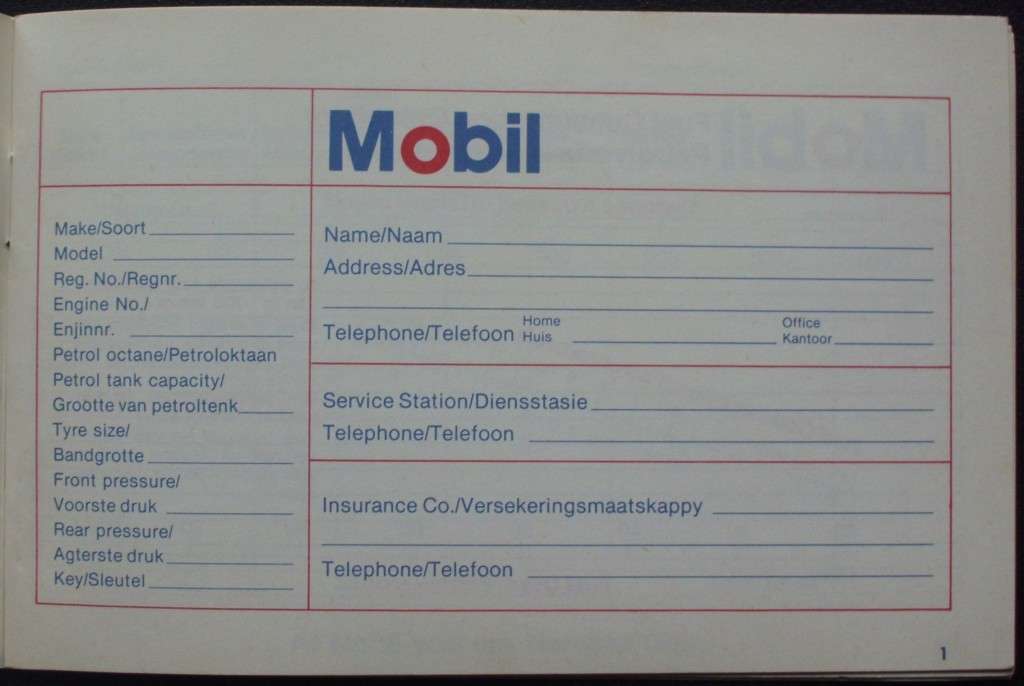 Mobil
Make/Soort
Model
Reg. No./Regnr.
Engine No./
Enjinnr.
Petrol octane/Petroloktaan
Petrol tank capacity/
Grootte van petroltenk
Tyre size/
Bandgrotte
Front pressure/
Voorste druk
Rear pressure/
Agterste druk
Key/Sleutel
Name/Naam
Address/Adres
Telephone/Telefoon Home Office
Huis Kantoor
Service Station/Diensstasie
Telephone/Telefoon
Insurance Co./Versekeringsmaatskappy
Telephone/Telefoon
1